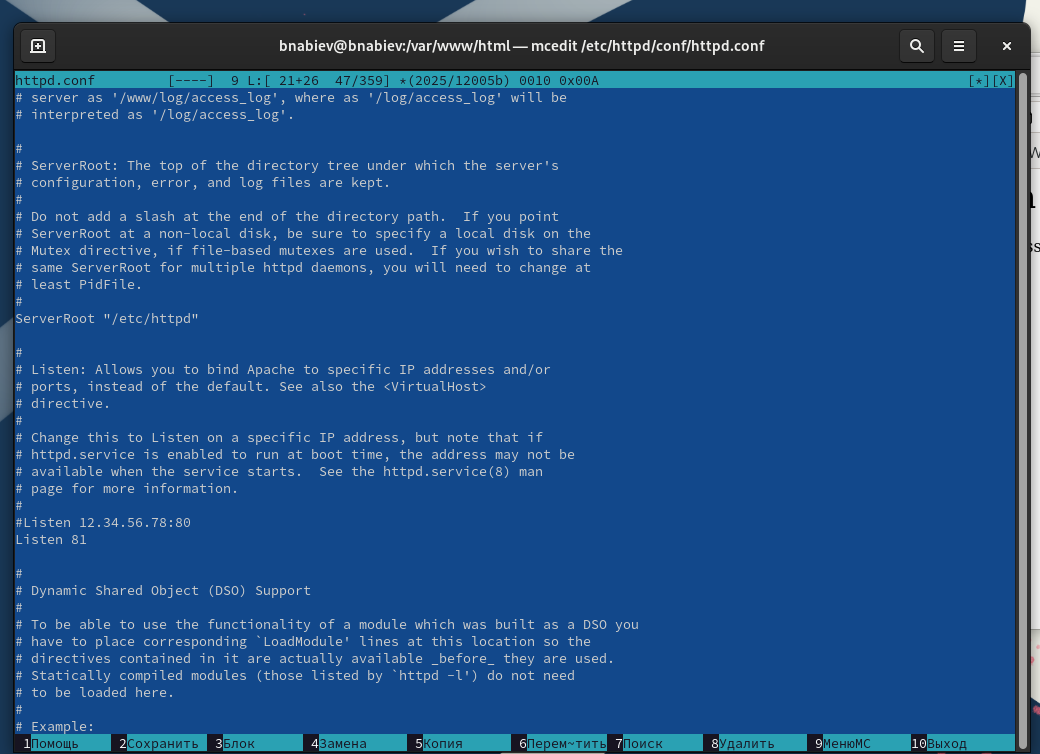 bnabiev@bnabiev:/var/www/html — mcedit /etc/httpd/conf/httpd.conf
httpd.conf         [----]  9 L:[ 21+26  47/359] *(2025/12005b) 0010 0x00A                                              [*][X]
# server as '/www/log/access_log', where as '/log/access_log' will be
# interpreted as '/log/access_log'.

#
# ServerRoot: The top of the directory tree under which the server's
# configuration, error, and log files are kept.
#
# Do not add a slash at the end of the directory path.  If you point
# ServerRoot at a non-local disk, be sure to specify a local disk on the
# Mutex directive, if file-based mutexes are used.  If you wish to share the
# same ServerRoot for multiple httpd daemons, you will need to change at
# least PidFile.
#
ServerRoot "/etc/httpd"

#
# Listen: Allows you to bind Apache to specific IP addresses and/or
# ports, instead of the default. See also the <VirtualHost>
# directive.
#
# Change this to Listen on a specific IP address, but note that if
# httpd.service is enabled to run at boot time, the address may not be
# available when the service starts.  See the httpd.service(8) man
# page for more information.
#
#Listen 12.34.56.78:80
Listen 81

#
# Dynamic Shared Object (DSO) Support
#
# To be able to use the functionality of a module which was built as a DSO you
# have to place corresponding `LoadModule' lines at this location so the
# directives contained in it are actually available _before_ they are used.
# Statically compiled modules (those listed by `httpd -l') do not need
# to be loaded here.
#
# Example:
1Помощь 2Сохранить 3Блок 4Замена 5Копия 6Перем~тить 7Поиск 8Удалить 9МенюMC 10Выход